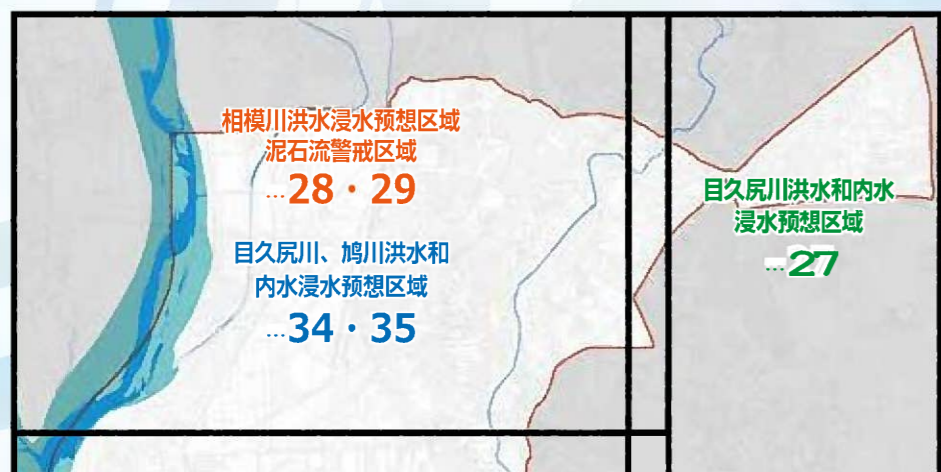 相模川洪水浸水预想区域
泥石流警戒区域
…28・29
目久尻川、鸠川洪水和
内水浸水预想区域
…34・35
目久尻川洪水和内水
浸水预想区域
…27